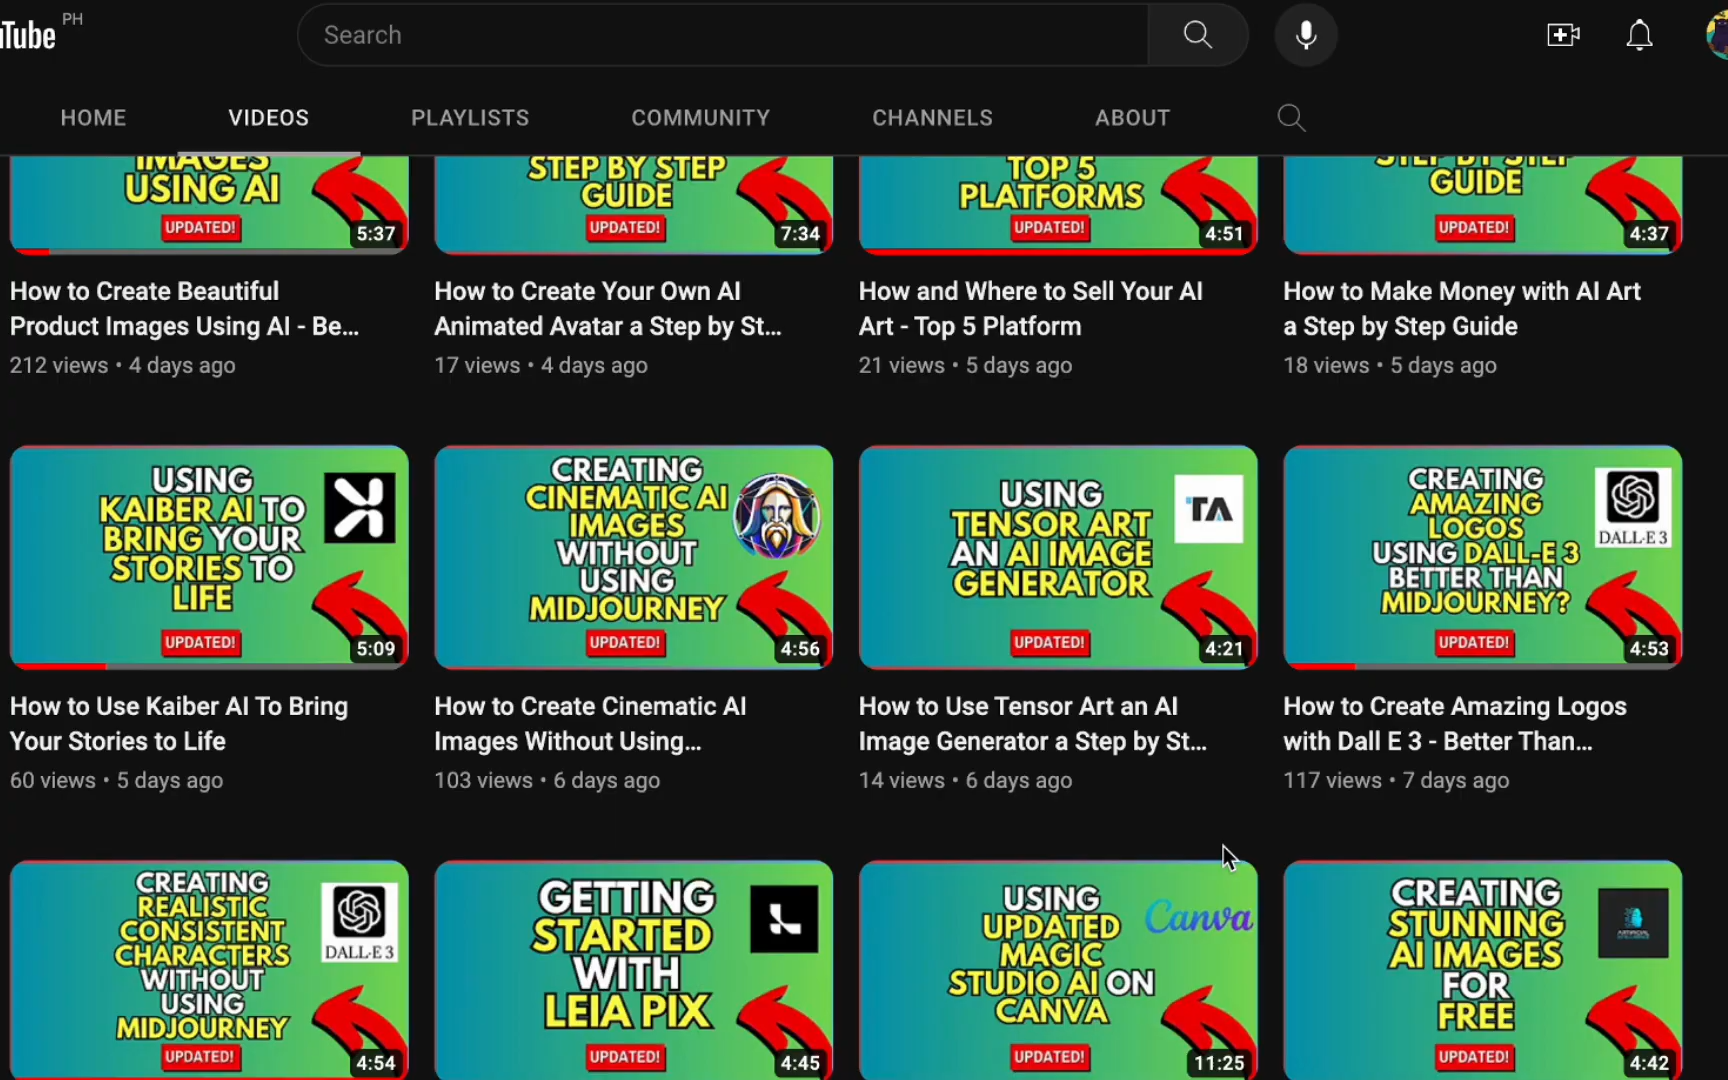 uTube PH
Search
HOME
VIDEOS
PLAYLISTS
COMMUNITY
CHANNELS
ABOUT
IMAGES
USING AI
UPDATED!
5:37
STEP BY STEP
GUIDE
UPDATED!
7:34
TOP 5
PLATFORMS
UPDATED!
4:51
STEP BY STEP
GUIDE
UPDATED!
4:37
How to Create Beautiful
Product Images Using AI - Be...
212 views • 4 days ago
How to Create Your Own AI
Animated Avatar a Step by St...
17 views • 4 days ago
How and Where to Sell Your AI
Art - Top 5 Platform
21 views • 5 days ago
How to Make Money with AI Art
a Step by Step Guide
18 views • 5 days ago
USING
KAIBER AI TO
BRING YOUR
STORIES TO
LIFE
UPDATED!
5:09
CREATING
CINEMATIC AI
IMAGES
WITHOUT
USING
MIDJOURNEY
UPDATED!
4:56
USING
TENSOR ART
AN AI IMAGE
GENERATOR
TA
UPDATED!
4:21
CREATING
AMAZING
LOGOS
USING DALL-E 3
BETTER THAN
MIDJOURNEY?
DALL·E 3
UPDATED!
4:53
How to Use Kaiber AI To Bring
Your Stories to Life
60 views • 5 days ago
How to Create Cinematic AI
Images Without Using...
103 views • 6 days ago
How to Use Tensor Art an AI
Image Generator a Step by St...
14 views • 6 days ago
How to Create Amazing Logos
with Dall E 3 - Better Than...
117 views • 7 days ago
CREATING
REALISTIC
CONSISTENT
CHARACTERS
WITHOUT
USING
MIDJOURNEY
DALL·E 3
UPDATED!
4:54
GETTING
STARTED
WITH
LEIA PIX
UPDATED!
4:45
USING
UPDATED
MAGIC
STUDIO AI ON
CANVA
Canva
UPDATED!
11:25
CREATING
STUNNING
AI IMAGES
FOR
FREE
UPDATED!
4:42